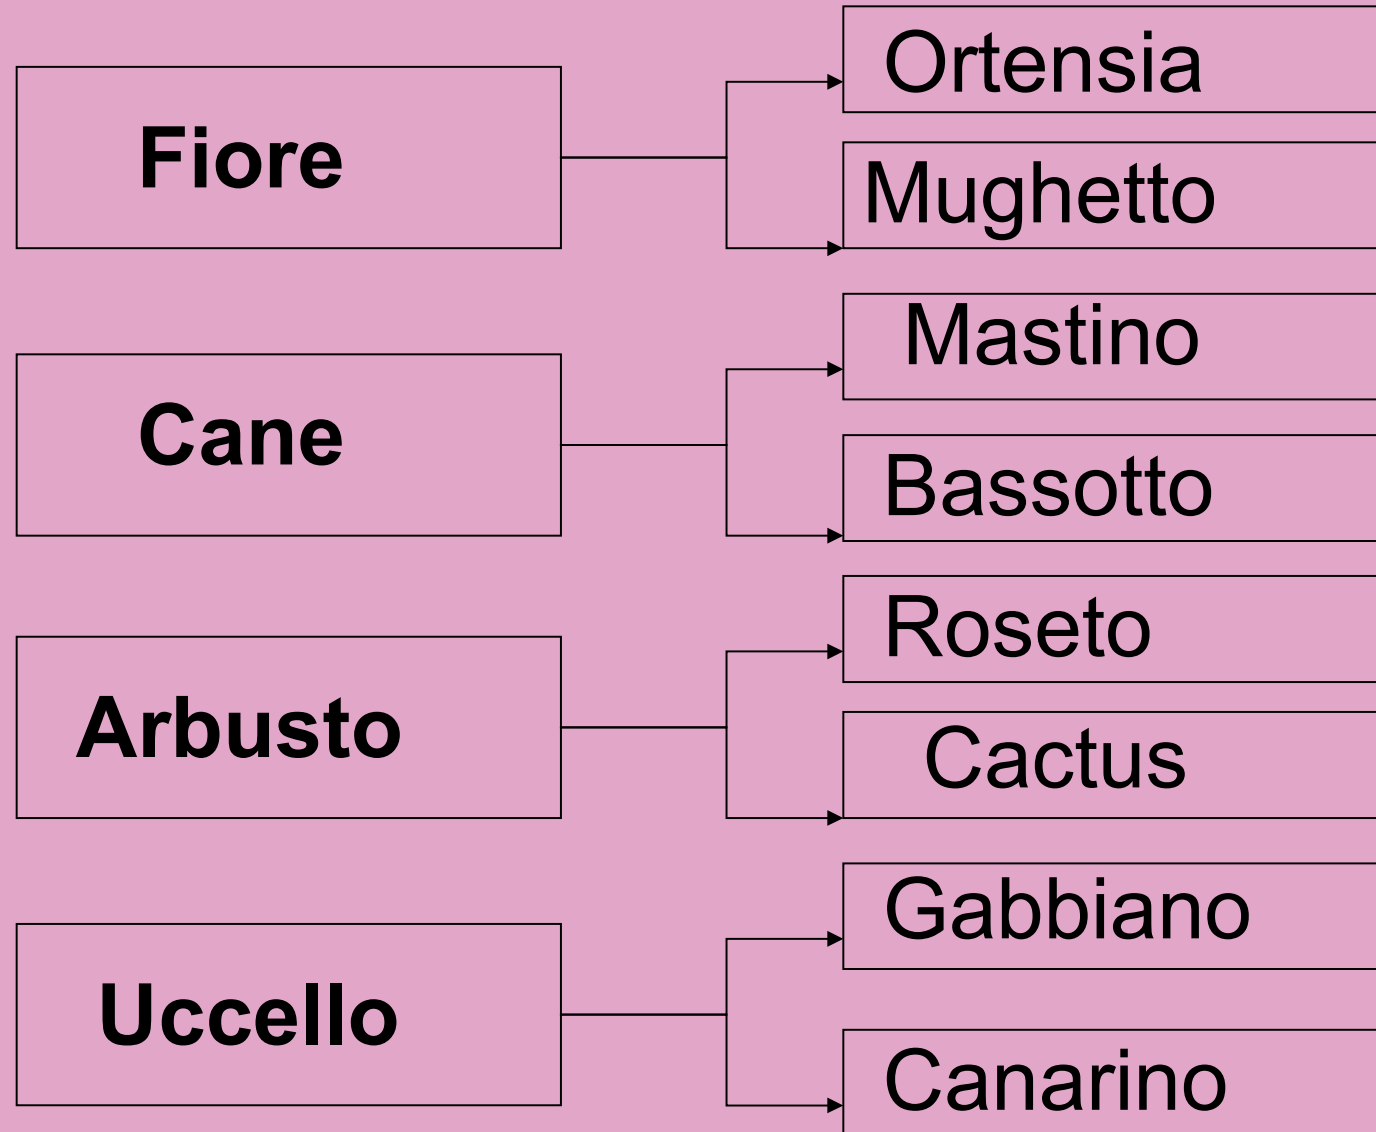 Fiore
Ortensia
Mughetto
Cane
Mastino
Bassotto
Arbusto
Roseto
Cactus
Uccello
Gabbiano
Canarino